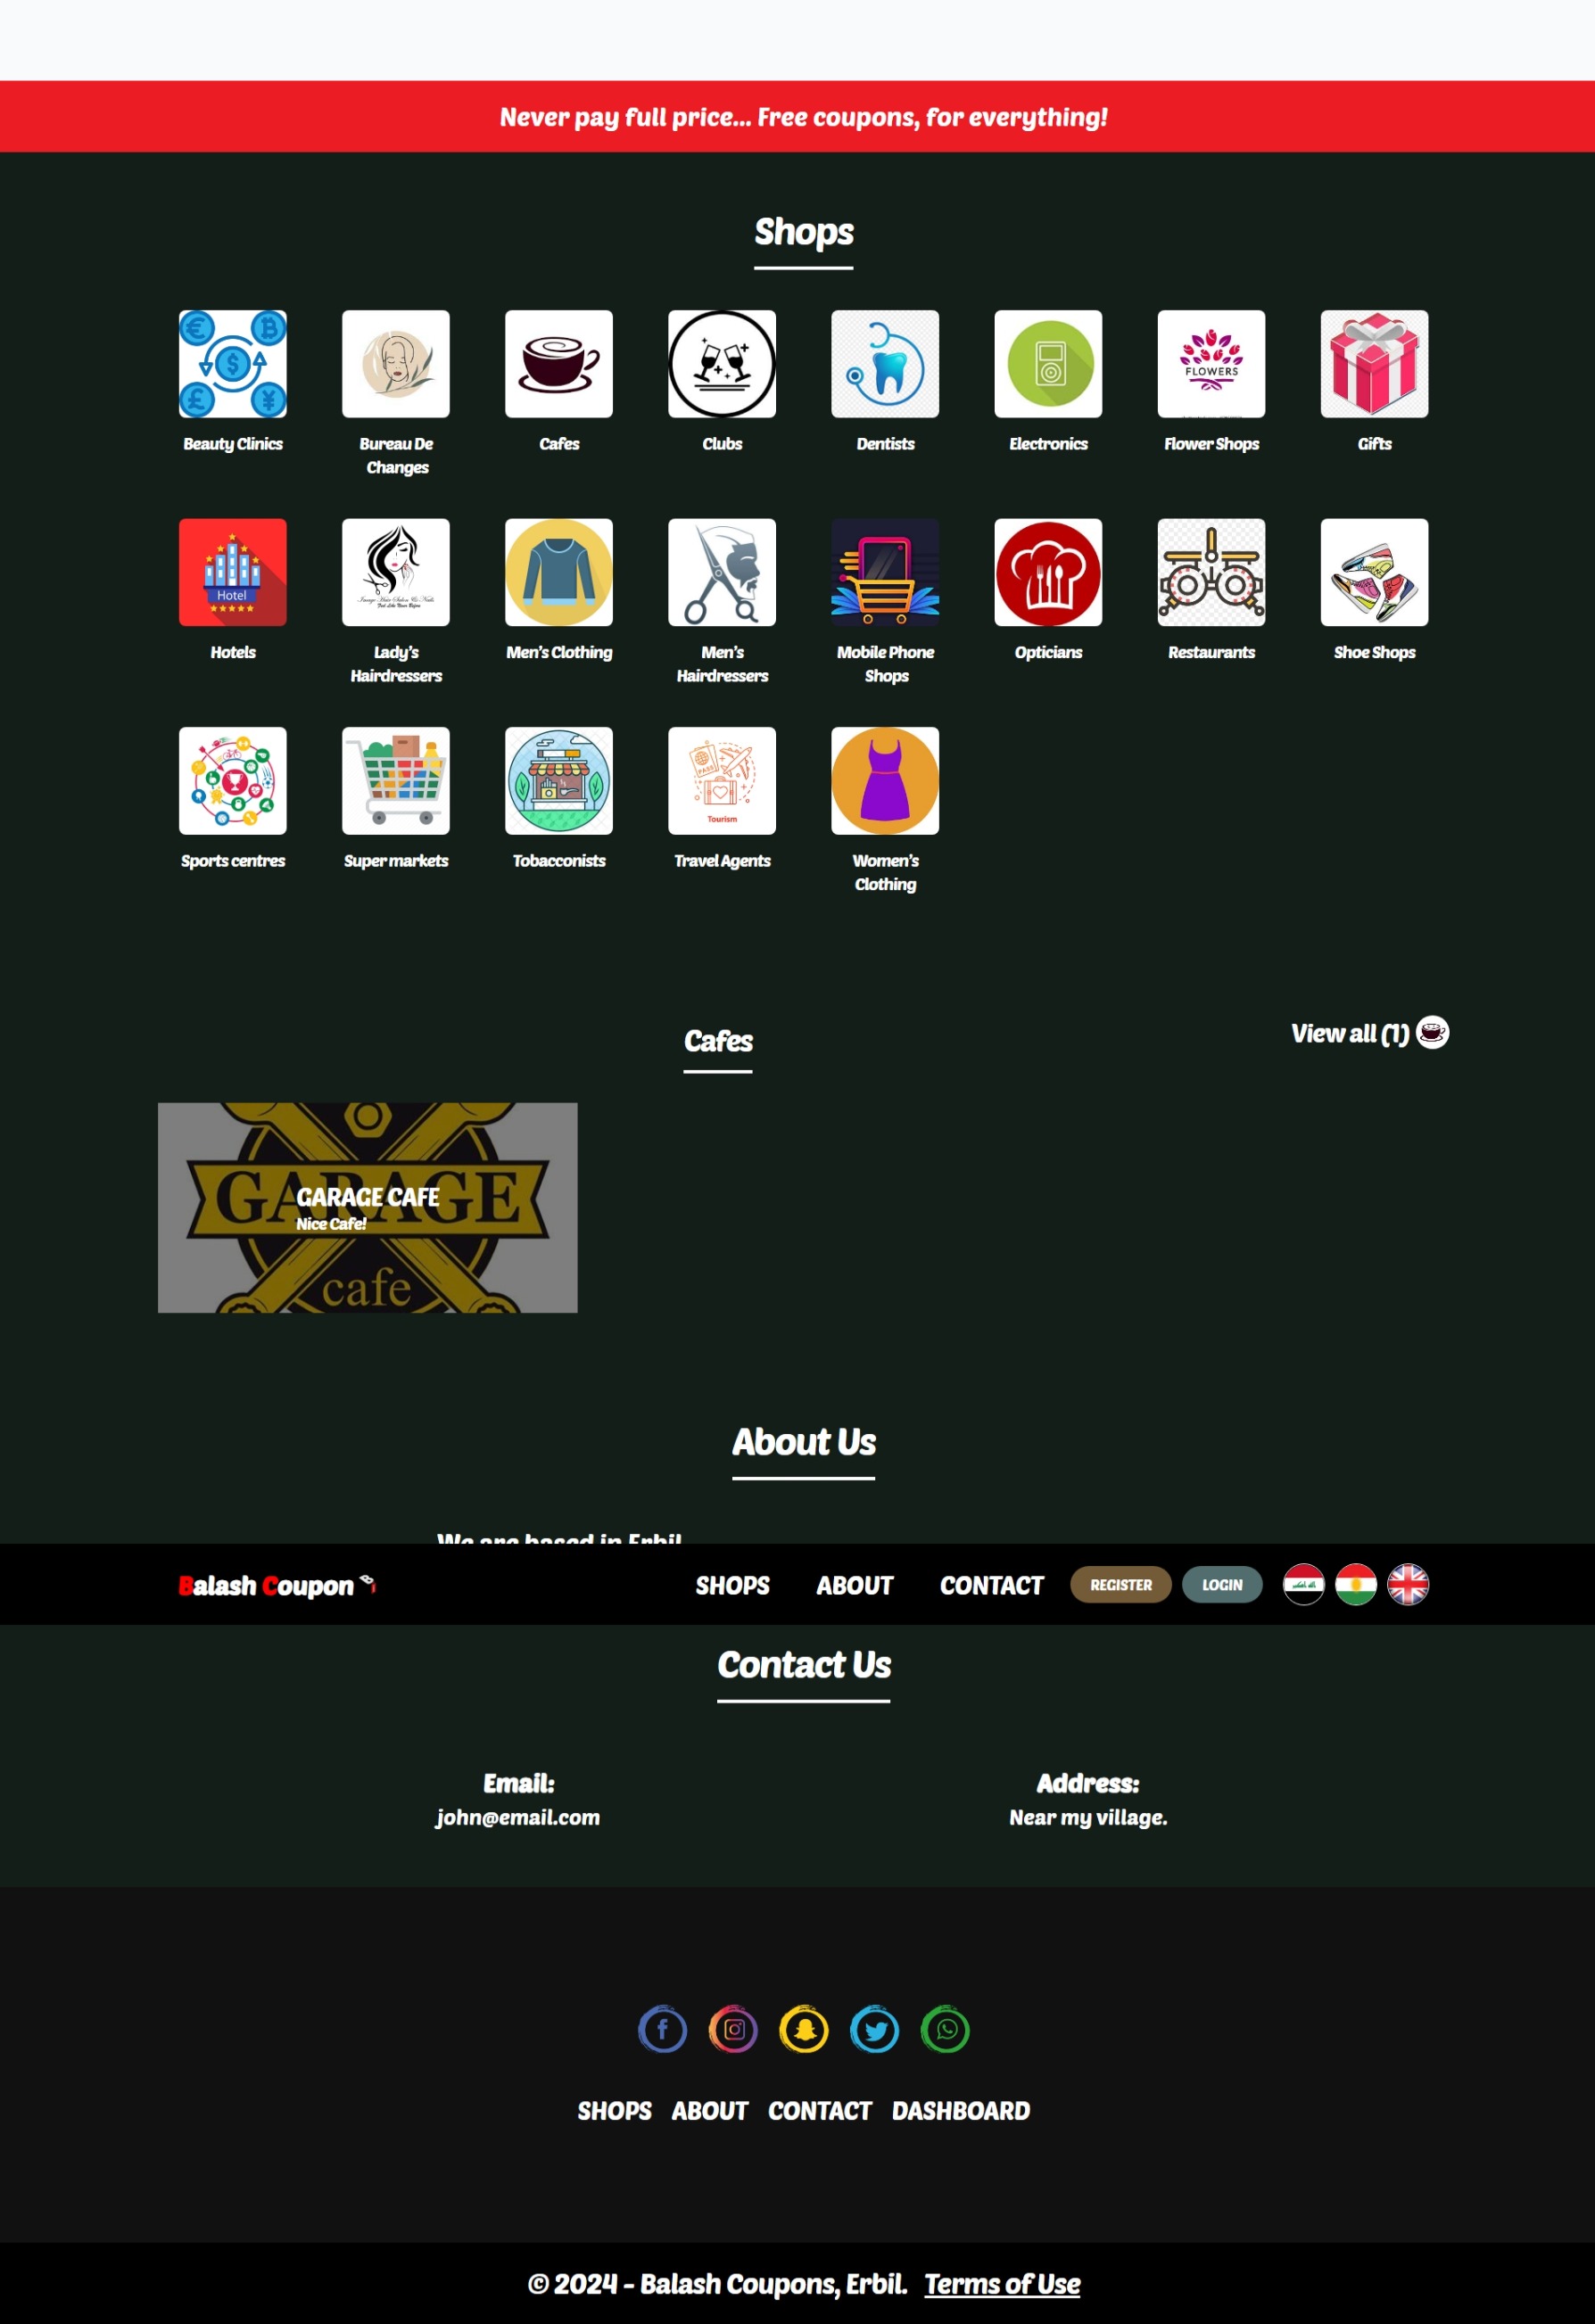 Never pay full price... Free coupons, for everything!
Shops
Beauty Clinics
Bureau De
Changes
Cafes
Clubs
Dentists
Electronics
FLOWERS
Flower Shops
Gifts
Hotel
Hotels
Lady's
Hairdressers
Men's Clothing
Men's
Hairdressers
Mobile Phone
Shops
Opticians
Restaurants
Shoe Shops
Sports centres
Super markets
Tobacconists
PASS
Tourism
Travel Agents
Women's
Clothing
Cafes
View all (1)
GARAGE
GARAGE CAFE
Nice Cafe!
cafe
About Us
We are based in Erbil
Balash Coupon
SHOPS
ABOUT
CONTACT
REGISTER
LOGIN
Contact Us
Email:
john@email.com
Address:
Near my village.
SHOPS ABOUT CONTACT DASHBOARD
© 2024 - Balash Coupons, Erbil. Terms of Use